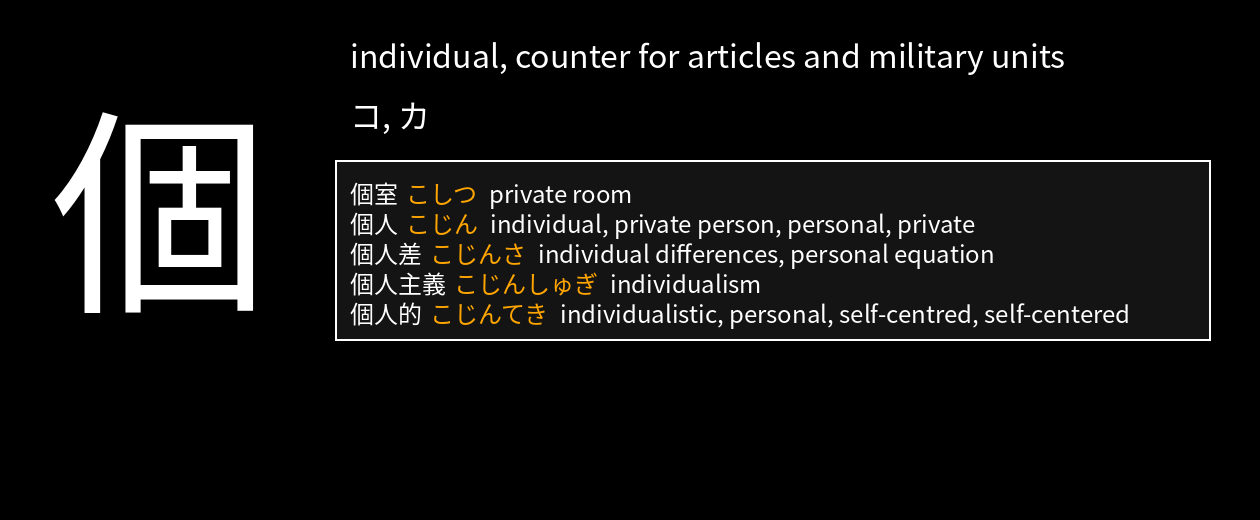 個
individual, counter for articles and military units
コ, カ
個室 こしつ private room
個人 こじん individual, private person, personal, private
個人差 こじんさ individual differences, personal equation
個人主義 こじんしゅぎ individualism
個人的 こじんてき individualistic, personal, self-centred, self-centered